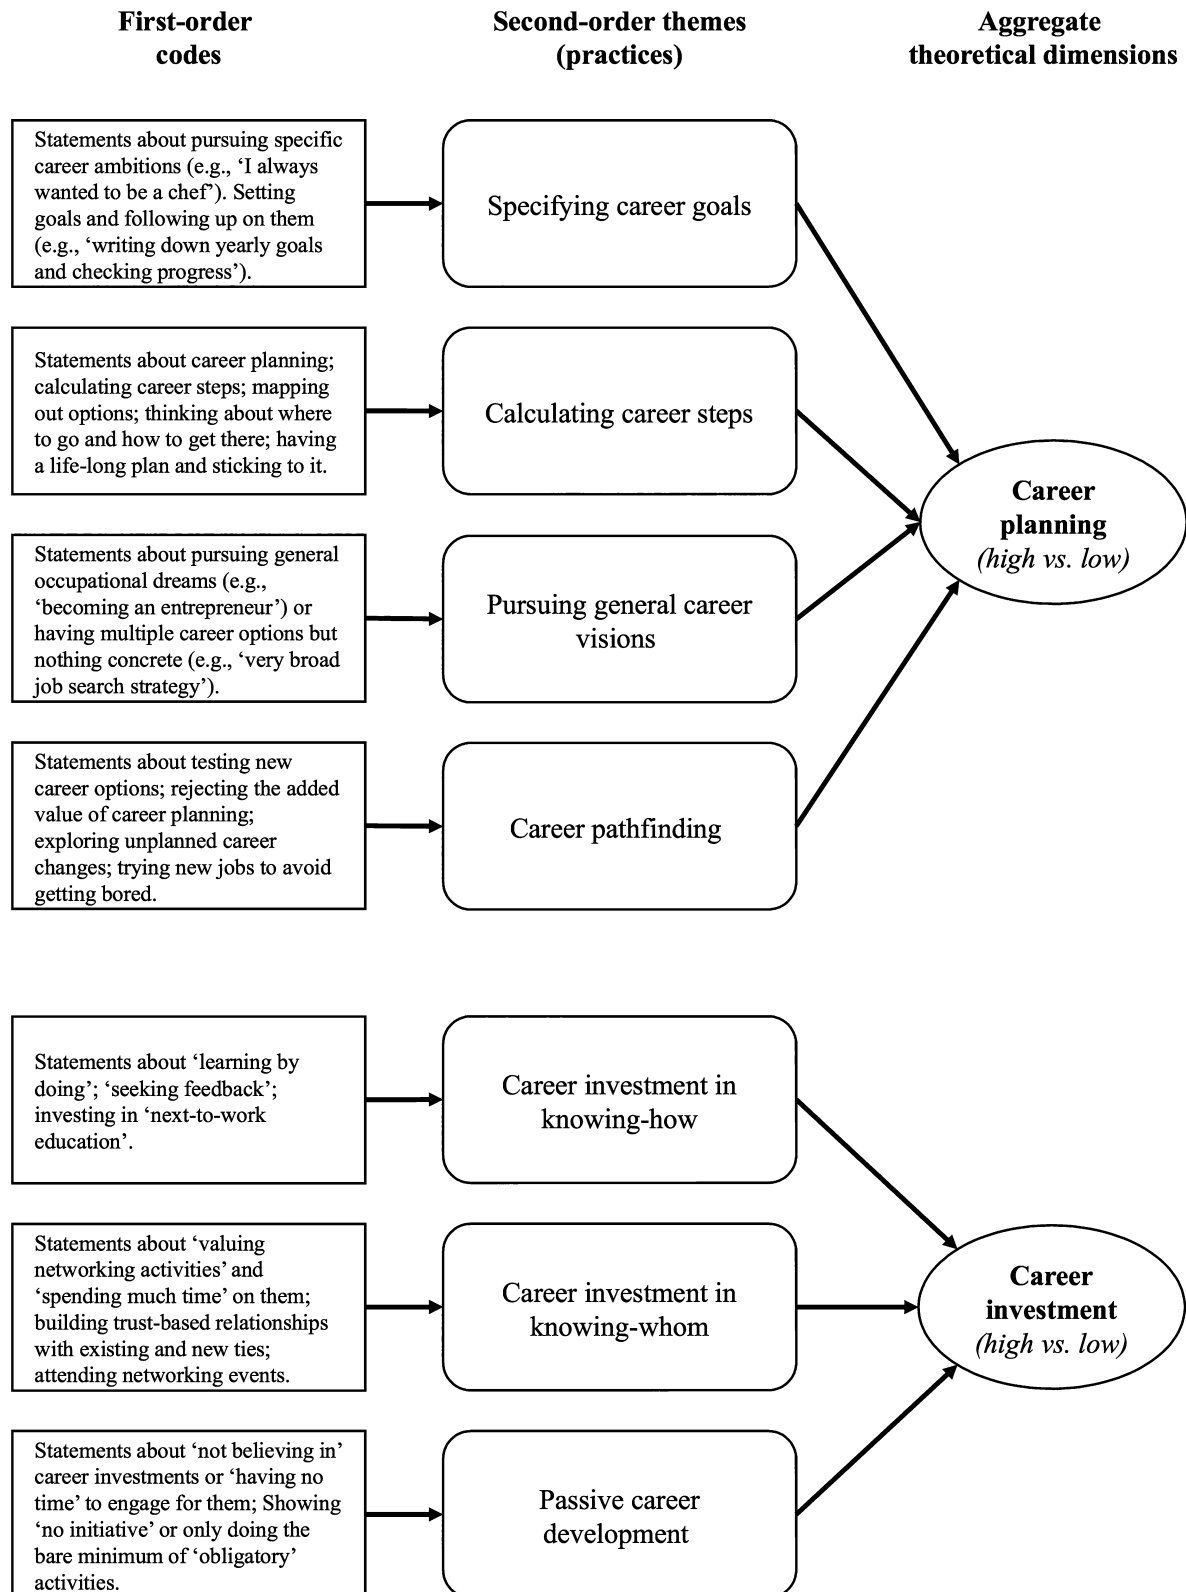 First-order
codes
Second-order themes
(practices)
Aggregate
theoretical dimensions
Statements about pursuing specific
career ambitions (e.g., ‘I always
wanted to be a chef’). Setting
goals and following up on them
(e.g., ‘writing down yearly goals
and checking progress’).
Specifying career goals
Statements about career planning;
calculating career steps; mapping
out options; thinking about where
to go and how to get there; having
a life-long plan and sticking to it.
Calculating career steps
Career
planning
(high vs. low)
Statements about pursuing general
occupational dreams (e.g.,
‘becoming an entrepreneur’) or
having multiple career options but
nothing concrete (e.g., ‘very broad
job search strategy’).
Pursuing general career
visions
Statements about testing new
career options; rejecting the added
value of career planning;
exploring unplanned career
changes; trying new jobs to avoid
getting bored.
Career pathfinding
Statements about ‘learning by
doing’; ‘seeking feedback’;
investing in ‘next-to-work
education’.
Career investment in
knowing-how
Statements about ‘valuing
networking activities’ and
‘spending much time’ on them;
building trust-based relationships
with existing and new ties;
attending networking events.
Career investment in
knowing-whom
Career
investment
(high vs. low)
Statements about ‘not believing in’
career investments or ‘having no
time’ to engage for them; Showing
‘no initiative’ or only doing the
bare minimum of ‘obligatory’
activities.
Passive career
development